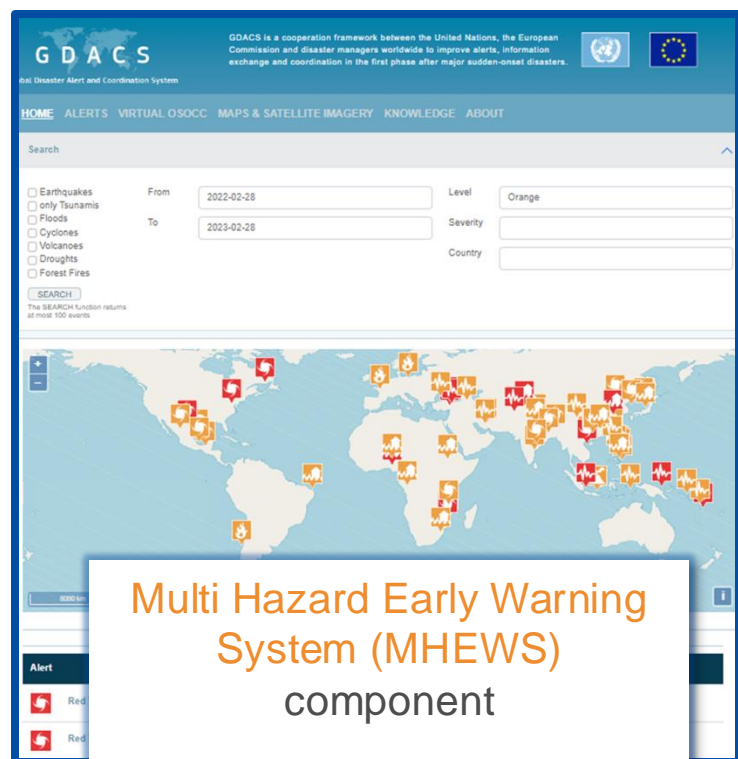 G D A C S
GDACS is a cooperation framework between the United Nations, the European
Commission and disaster managers worldwide to improve alerts, information
exchange and coordination in the first phase after major sudden-onset disasters.
bal Disaster Alert and Coordination System
HOME ALERTS VIRTUAL OSOCC MAPS & SATELLITE IMAGERY KNOWLEDGE ABOUT
Search
Earthquakes
only Tsunamis
Floods
Cyclones
Volcanoes
Droughts
Forest Fires
From 2022-02-28
To 2023-02-28
Level Orange
Severity
Country
SEARCH
The SEARCH function returns
at most 100 events
+
−
i
Multi Hazard Early Warning
System (MHEWS)
component
Alert
Red
Red